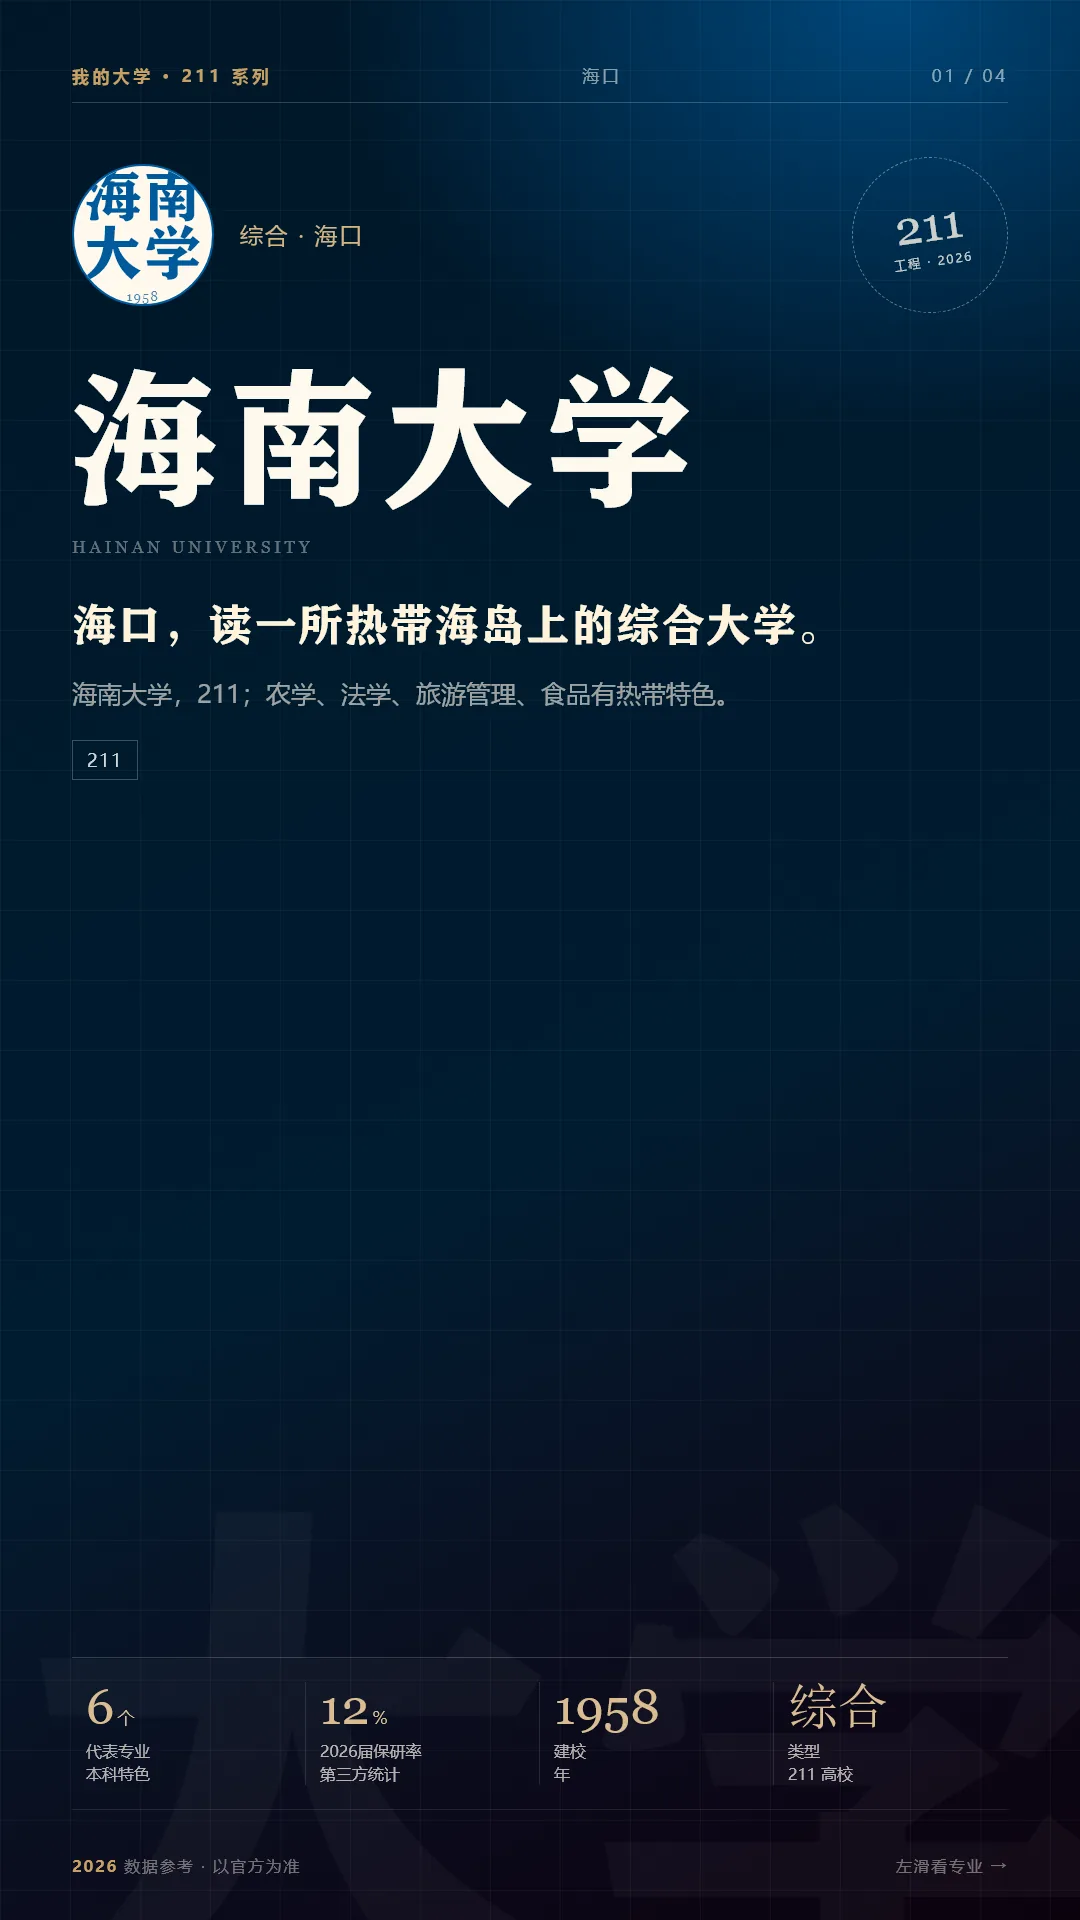 我的大学 · 211 系列
海口
01 / 04
海南
大学
1958
综合 · 海口
211
工程 · 2026
海南大学
HAINAN UNIVERSITY
海口，读一所热带海岛上的综合大学。
海南大学，211；农学、法学、旅游管理、食品有热带特色。
211
大学
6个
代表专业
本科特色
12%
2026届保研率
第三方统计
1958
建校
年
综合
类型
211 高校
2026 数据参考 · 以官方为准
左滑看专业 →